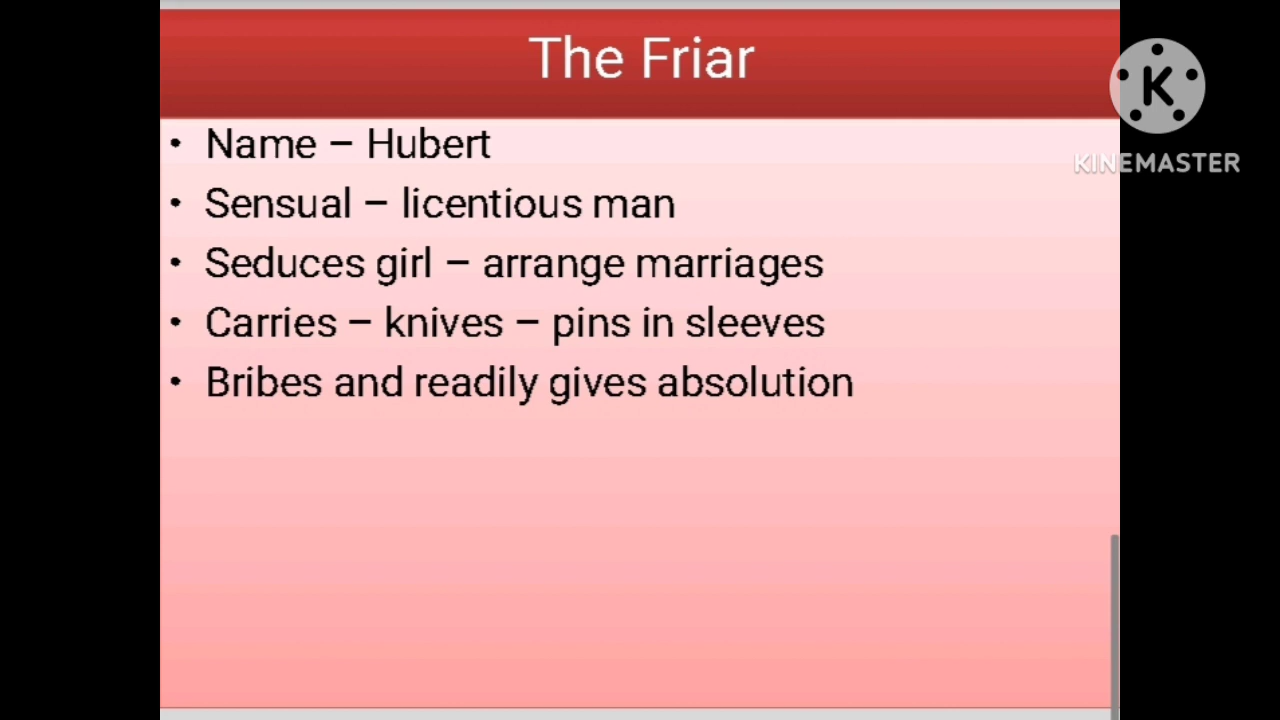 The Friar
• Name – Hubert
• Sensual – licentious man
• Seduces girl – arrange marriages
• Carries – knives – pins in sleeves
• Bribes and readily gives absolution
K
KINEMASTER